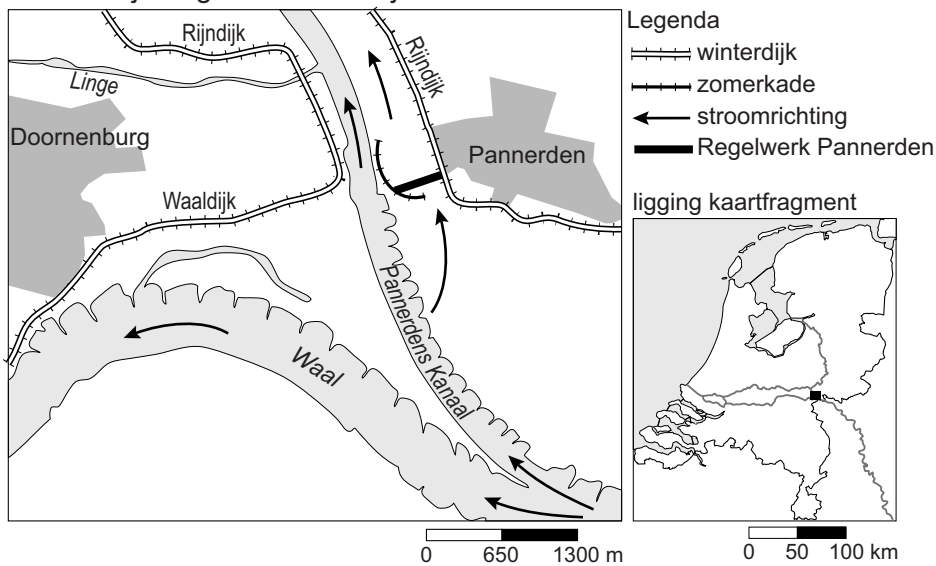 Rijndijk
Rijndijk
Linge
Doornenburg
Pannerden
Waaldijk
Pannerdens Kanaal
Waal
0 650 1300 m
Legenda
winterdijk
zomerkade
stroomrichting
Regelwerk Pannerden
ligging kaartfragment
0 50 100 km